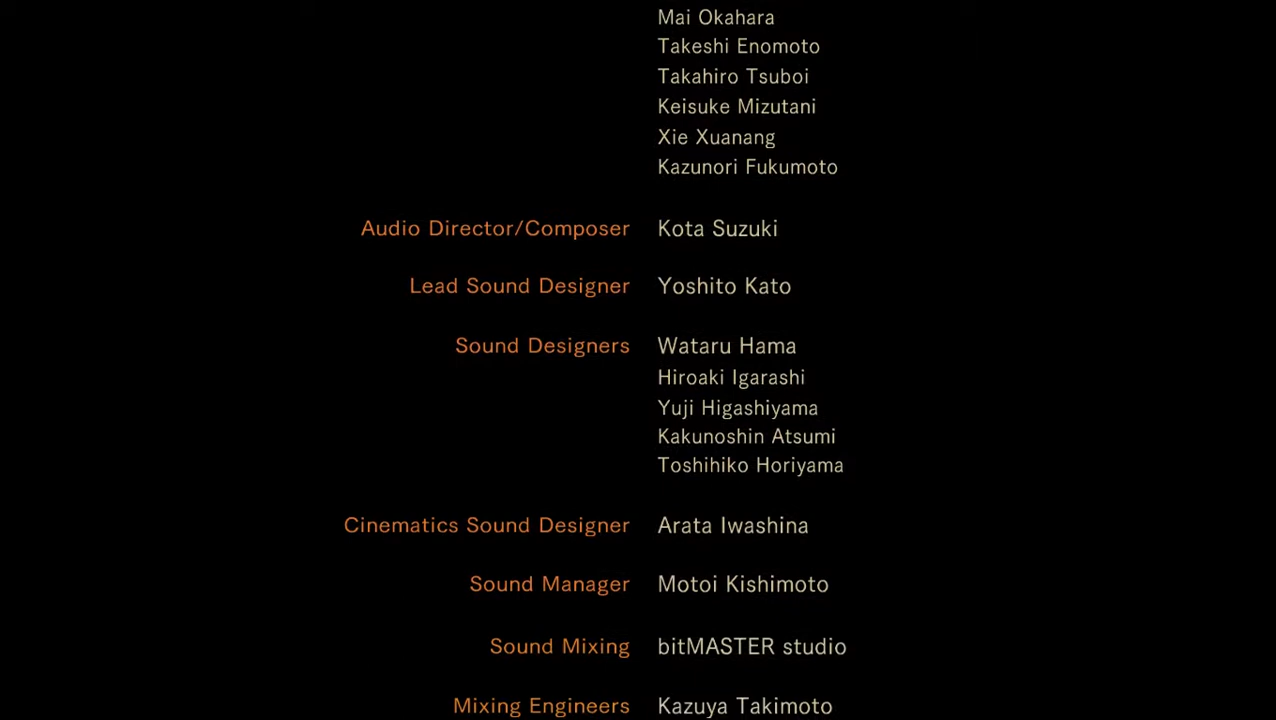 Mai Okahara
Takeshi Enomoto
Takahiro Tsuboi
Keisuke Mizutani
Xie Xuanang
Kazunori Fukumoto
Audio Director/Composer Kota Suzuki
Lead Sound Designer Yoshito Kato
Sound Designers Wataru Hama
Hiroaki Igarashi
Yuji Higashiyama
Kakunoshin Atsumi
Toshihiko Horiyama
Cinematics Sound Designer Arata Iwashina
Sound Manager Motoi Kishimoto
Sound Mixing bitMASTER studio
Mixing Engineers Kazuya Takimoto